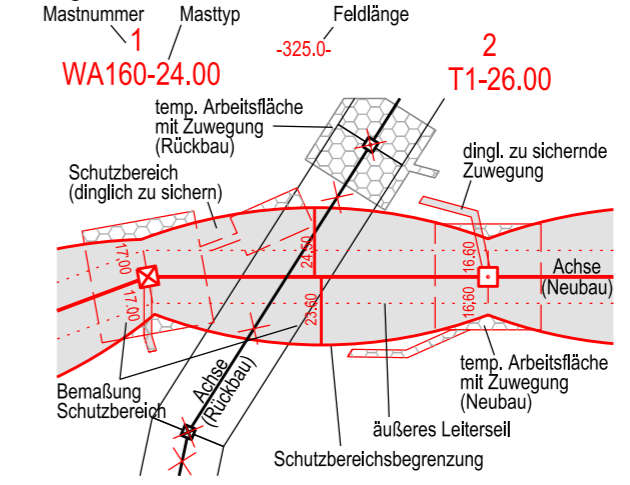 Mastnummer
Masttyp
Feldlänge
1
WA160-24.00
-325.0-
2
T1-26.00
temp. Arbeitsfläche
mit Zuwegung
(Rückbau)
dingl. zu sichernde
Zuwegung
Schutzbereich
(dinglich zu sichern)
17.00
17.00
24.50
23.60
16.60
16.60
Achse
(Neubau)
Achse
(Rückbau)
Bemaßung
Schutzbereich
temp. Arbeitsfläche
mit Zuwegung
(Neubau)
äußeres Leiterseil
Schutzbereichsbegrenzung